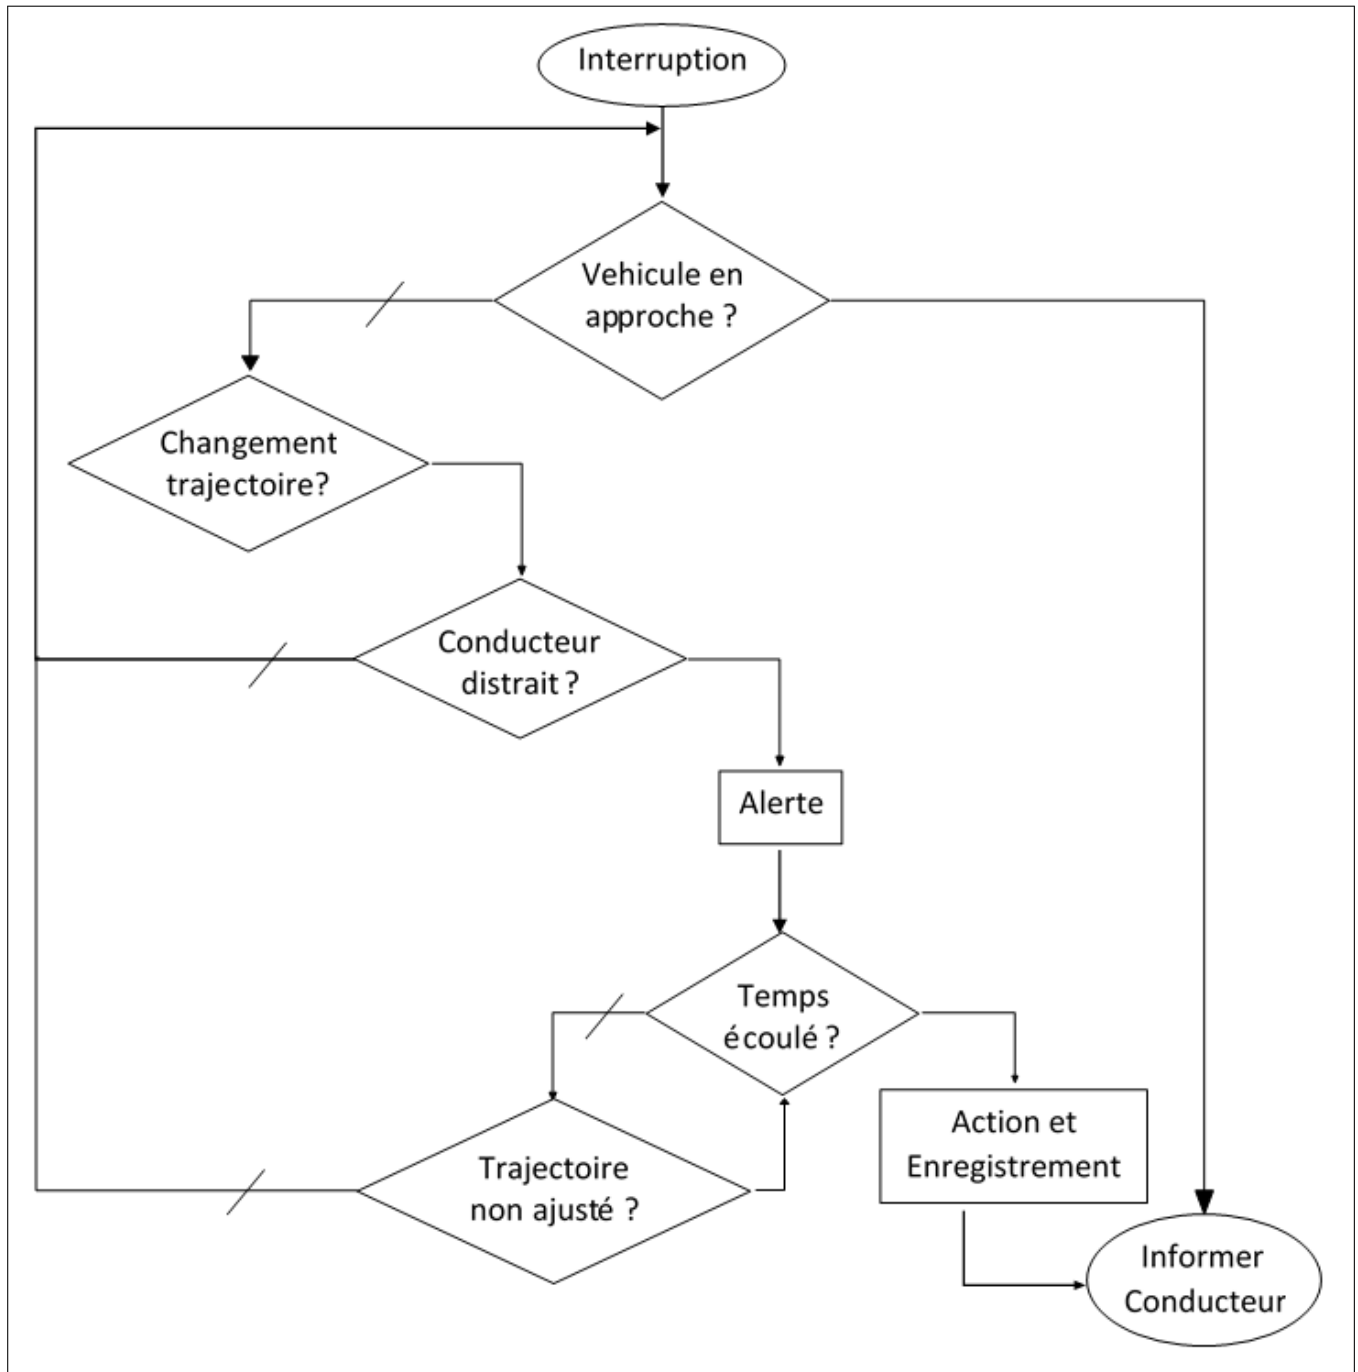 Interruption
Vehicule en
approche ?
Changement
trajectoire?
Conducteur
distrait ?
Alerte
Temps
écoulé ?
Action et
Enregistrement
Trajectoire
non ajusté ?
Informer
Conducteur